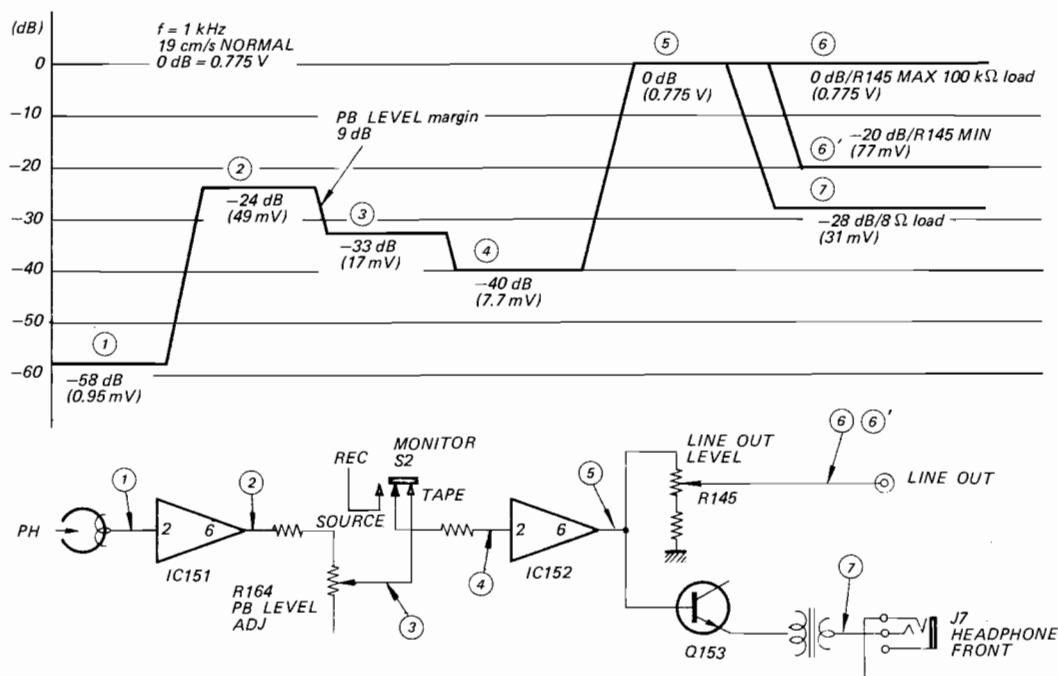 (dB)
f = 1 kHz
19 cm/s NORMAL
0 dB = 0.775 V
0
−10
−20
−30
−40
−50
−60
PB LEVEL margin
9 dB
1
−58 dB
(0.95 mV)
2
−24 dB
(49 mV)
3
−33 dB
(17 mV)
4
−40 dB
(7.7 mV)
5
0 dB
(0.775 V)
6
0 dB/R145 MAX 100 kΩ load
(0.775 V)
6′ −20 dB/R145 MIN
(77 mV)
7
−28 dB/8 Ω load
(31 mV)
PH
1
2 6
IC151
2
R164
PB LEVEL
ADJ
3
REC
SOURCE
MONITOR
S2
TAPE
4
2 6
IC152
5
LINE OUT
LEVEL
R145
6 6′
LINE OUT
Q153
7
J7
HEADPHONE
FRONT